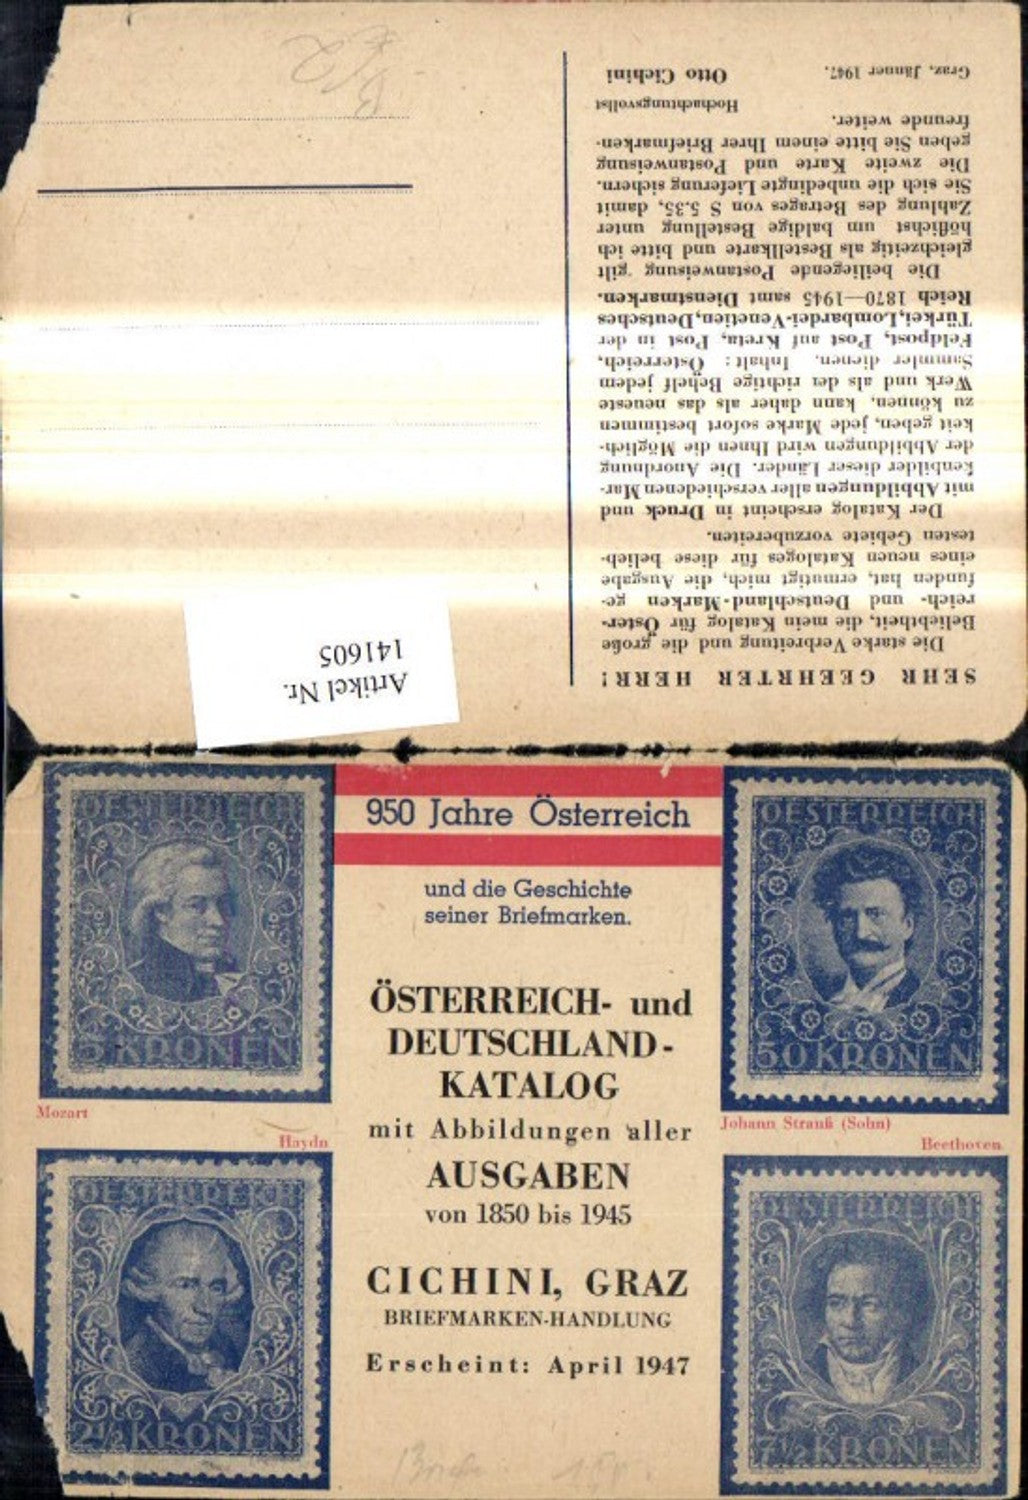 SEHR GEEHRTER HERR!
Die starke Verbreitung und die große
Beliebtheit, die mein Katalog für Öster-
reich- und Deutschland-Marken ge-
funden hat, ermutigt mich, die Ausgabe
eines neuen Kataloges für diese belieb-
testen Gebiete vorzubereiten.
Der Katalog erscheint in Druck und
mit Abbildungen aller verschiedenen Mar-
kenbilder dieser Länder. Die Anordnung
der Abbildungen wird Ihnen die Möglich-
keit geben, jede Marke sofort bestimmen
zu können, kann daher als das neueste
Werk und als der richtige Behelf jedem
Sammler dienen. Inhalt: Österreich,
Feldpost, Post auf Kreta, Post in der
Türkei, Lombardei-Venetien, Deutsches
Reich 1870—1945 samt Dienstmarken.
Die beiliegende Postanweisung gilt
gleichzeitig als Bestellkarte und bitte ich
höflichst um baldige Bestellung unter
Zahlung des Betrages von S 5.35, damit
Sie sich die unbedingte Lieferung sichern.
Die zweite Karte und Postanweisung
geben Sie bitte einem Ihrer Briefmarken-
freunde weiter.
Hochachtungsvollst
Graz, Jänner 1947. Otto Cichini
Artikel Nr.
141605
950 Jahre Österreich
und die Geschichte
seiner Briefmarken.
ÖSTERREICH- und
DEUTSCHLAND-
KATALOG
mit Abbildungen aller
AUSGABEN
von 1850 bis 1945
CICHINI, GRAZ
BRIEFMARKEN-HANDLUNG
Erscheint: April 1947
OESTERREICH
5 KRONEN
Mozart
OESTERREICH
50 KRONEN
Johann Strauß (Sohn)
Haydn
OESTERREICH
2½ KRONEN
Beethoven
OESTERREICH
7½ KRONEN